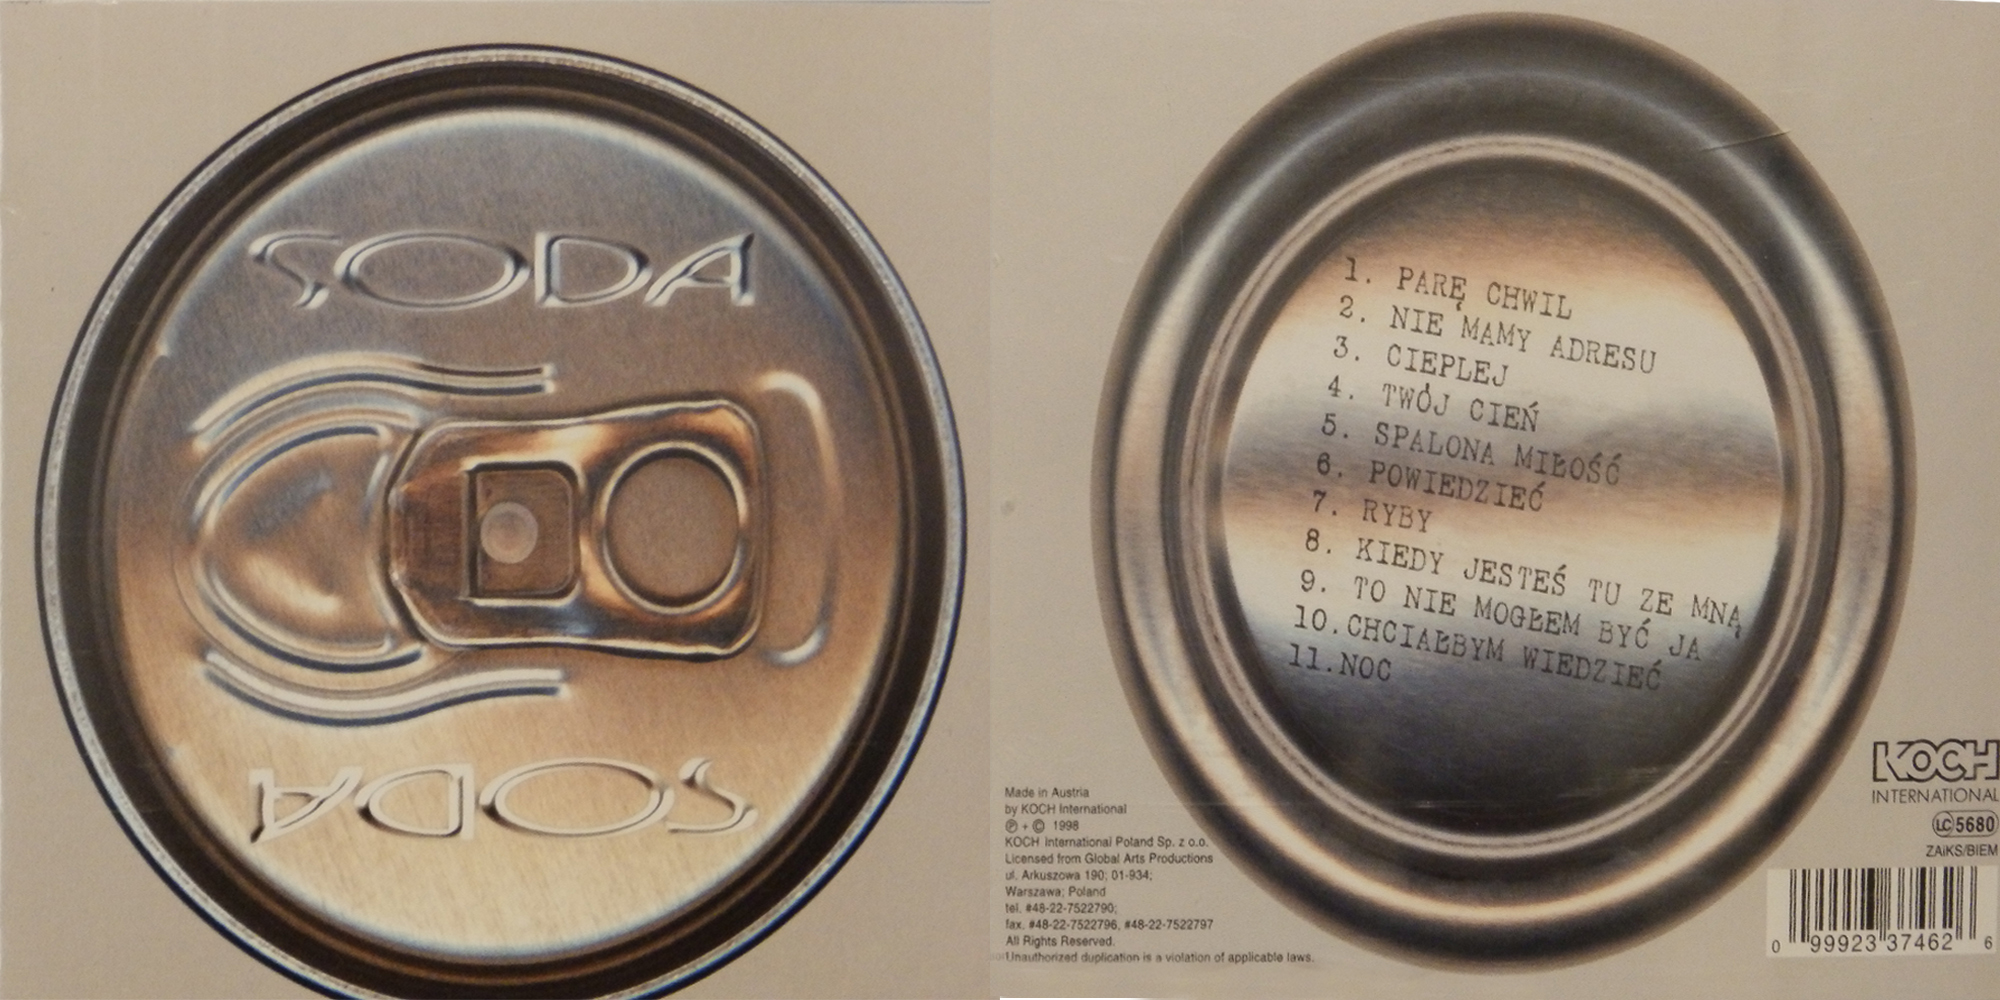 SODA
SODA
1. PARĘ CHWIL
2. NIE MAMY ADRESU
3. CIEPLEJ
4. TWÓJ CIEŃ
5. SPALONA MIŁOŚĆ
6. POWIEDZIEĆ
7. RYBY
8. KIEDY JESTEŚ TU ZE MNĄ
9. TO NIE MOGŁEM BYĆ JA
10.CHCIAŁBYM WIEDZIEĆ
11.NOC
Made in Austria
by KOCH International
℗ + © 1998
KOCH International Poland Sp. z o.o.
Licensed from Global Arts Productions
ul. Arkuszowa 190; 01-934;
Warszawa; Poland
tel. #48-22-7522790;
fax. #48-22-7522796, #48-22-7522797
All Rights Reserved.
Unauthorized duplication is a violation of applicable laws.
KOCH
INTERNATIONAL
LC 5680
ZAiKS/BIEM
0 99923 37462 6